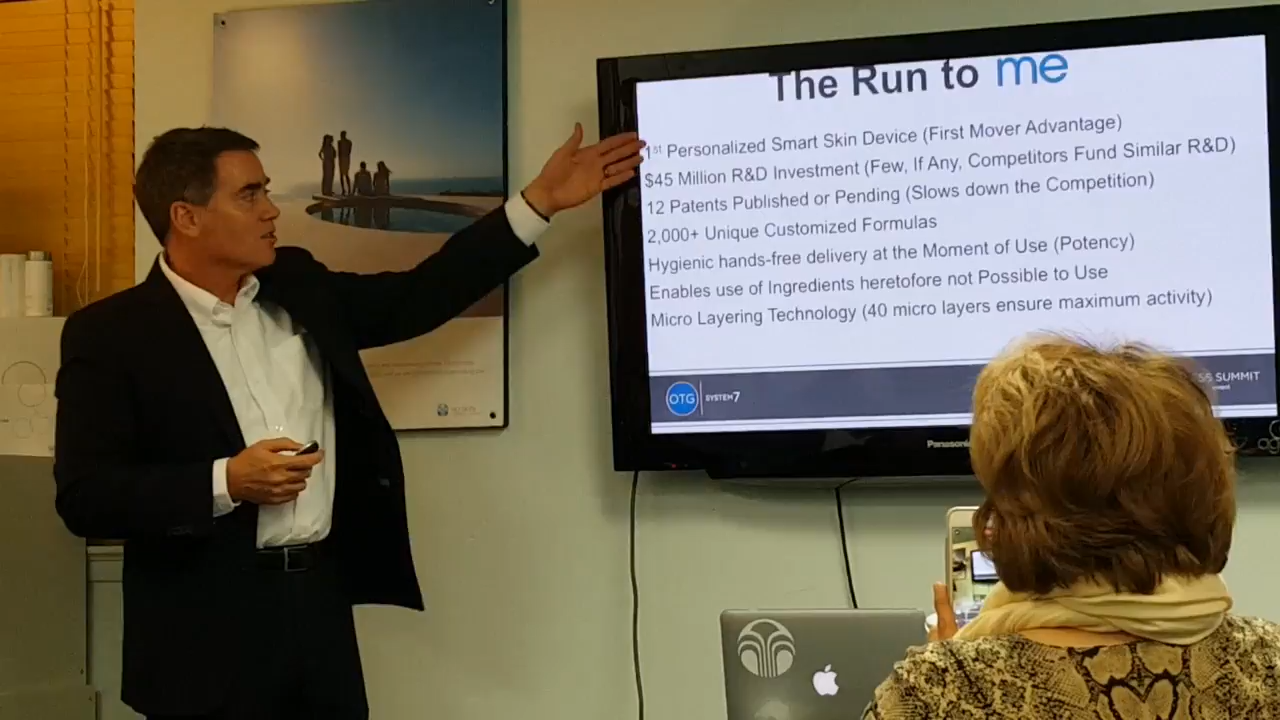 The Run to me
1st Personalized Smart Skin Device (First Mover Advantage)
$45 Million R&D Investment (Few, If Any, Competitors Fund Similar R&D)
12 Patents Published or Pending (Slows down the Competition)
2,000+ Unique Customized Formulas
Hygienic hands-free delivery at the Moment of Use (Potency)
Enables use of Ingredients heretofore not Possible to Use
Micro Layering Technology (40 micro layers ensure maximum activity)
OTG SYSTEM7
SUMMIT
Panasonic